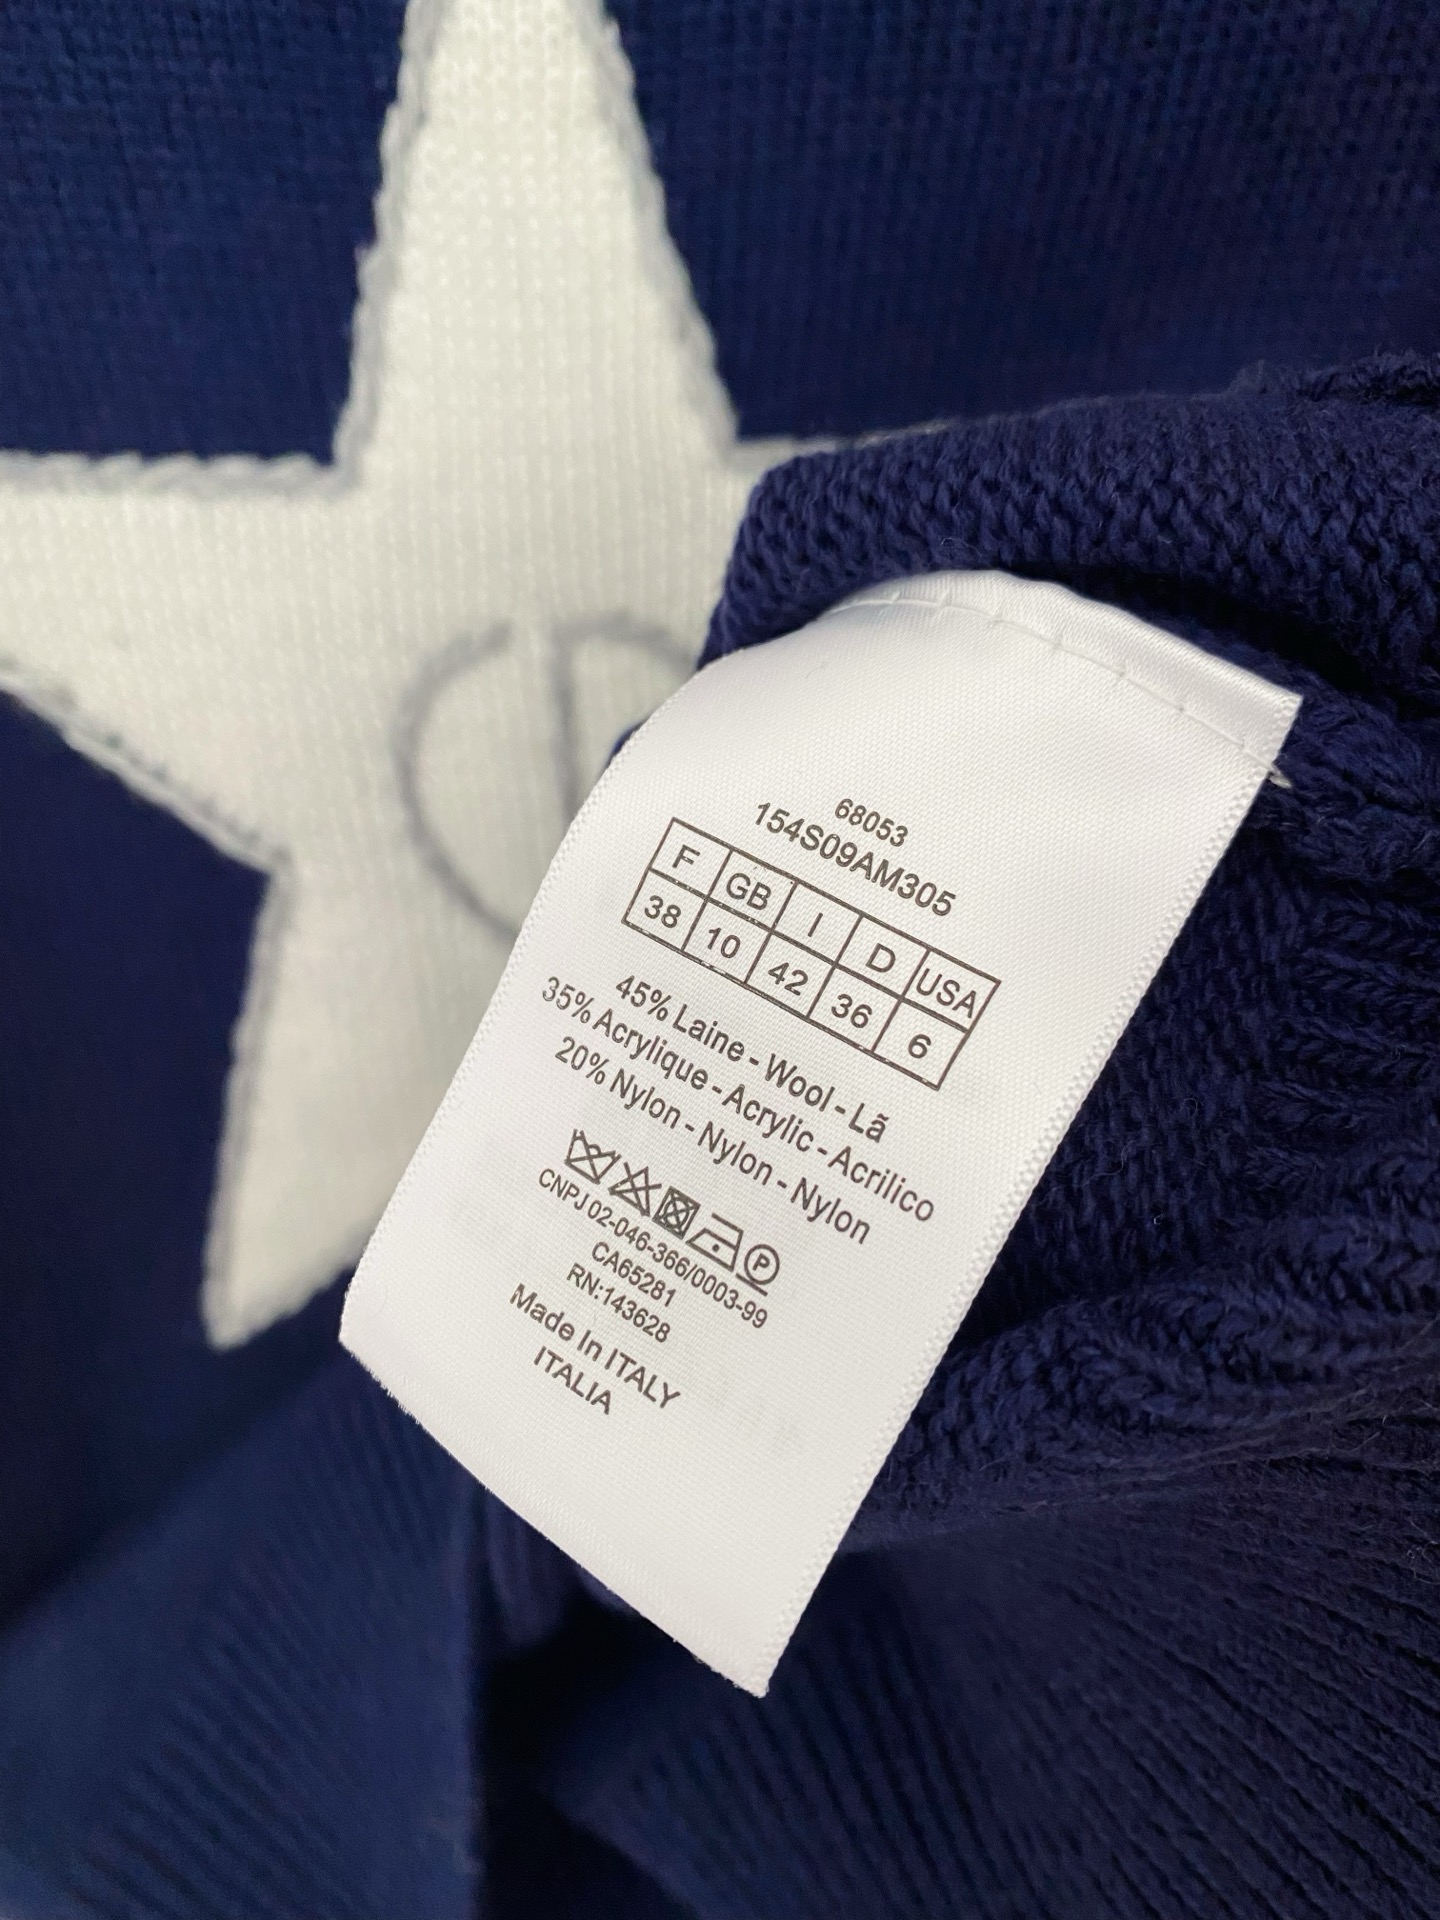 68053
154S09AM305
F GB I D USA
38 10 42 36 6
45% Laine - Wool - Lã
35% Acrylique - Acrylic - Acrilico
20% Nylon - Nylon - Nylon
P
CNPJ 02-046-366/0003-99
CA65281
RN:143628
Made In ITALY
ITALIA